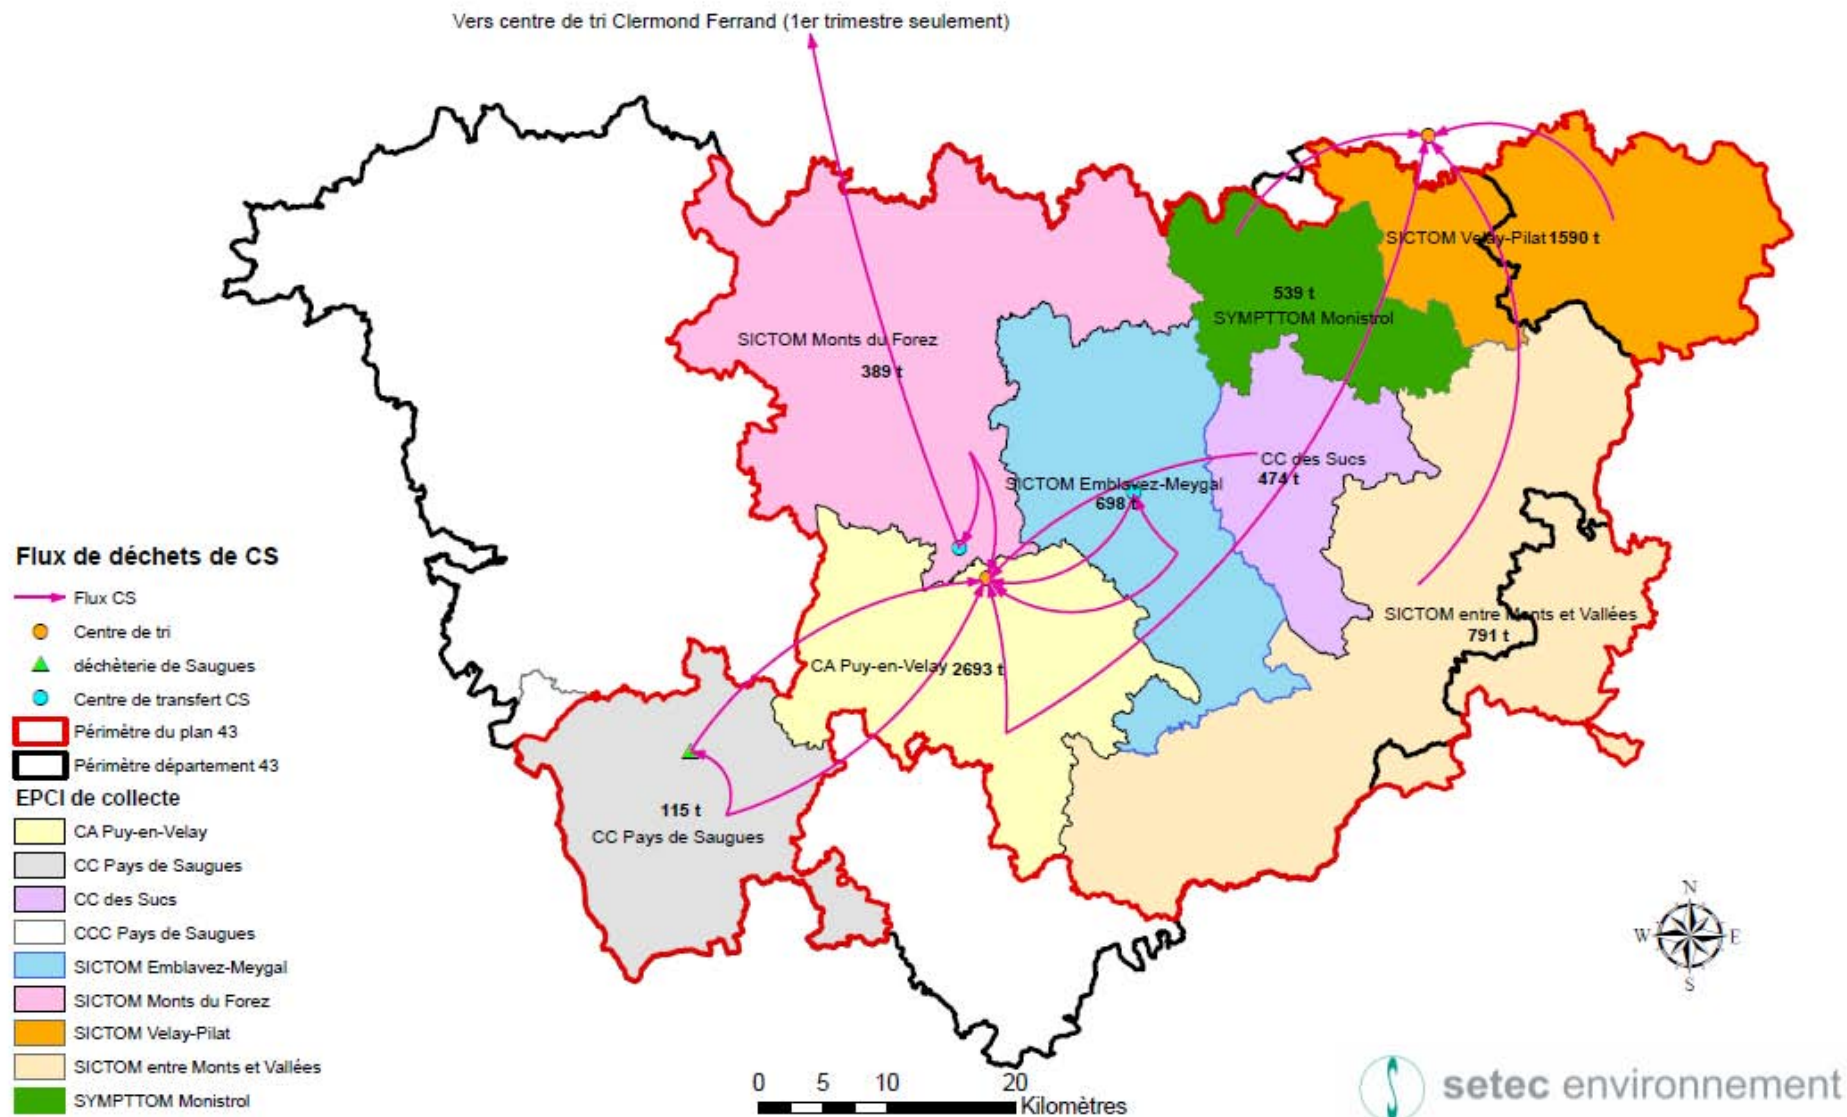 Vers centre de tri Clermond Ferrand (1er trimestre seulement)
SICTOM Velay-Pilat 1590 t
539 t
SYMPTTOM Monistrol
SICTOM Monts du Forez
389 t
CC des Sucs
474 t
SICTOM Emblavez-Meygal
698 t
SICTOM entre Monts et Vallées
791 t
CA Puy-en-Velay 2693 t
115 t
CC Pays de Saugues
Flux de déchets de CS
Flux CS
Centre de tri
déchèterie de Saugues
Centre de transfert CS
Périmètre du plan 43
Périmètre département 43
EPCI de collecte
CA Puy-en-Velay
CC Pays de Saugues
CC des Sucs
CCC Pays de Saugues
SICTOM Emblavez-Meygal
SICTOM Monts du Forez
SICTOM Velay-Pilat
SICTOM entre Monts et Vallées
SYMPTTOM Monistrol
N
W E
S
0 5 10 20
Kilomètres
setec environnement